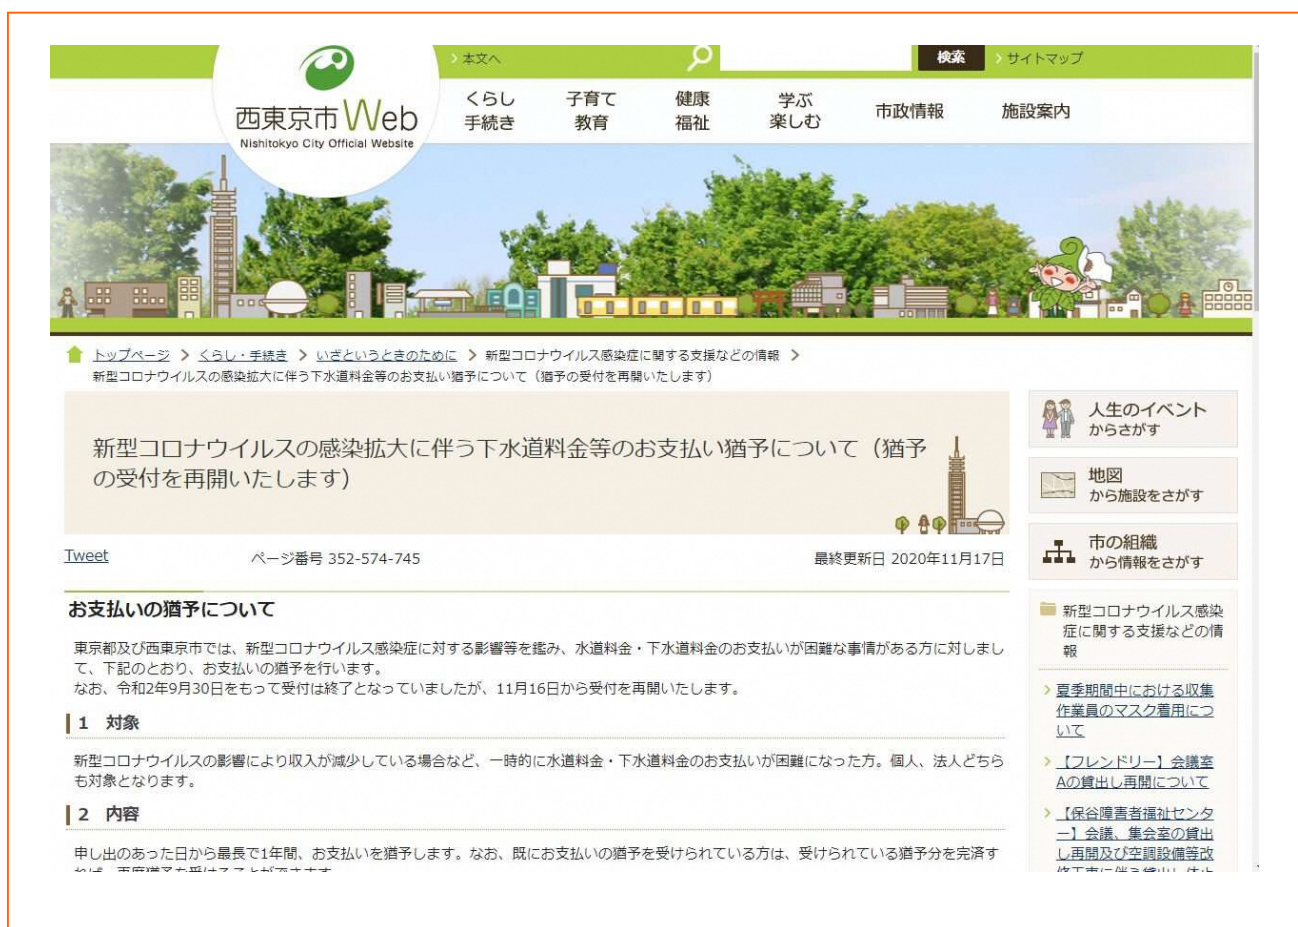 本文へ
検索
サイトマップ
西東京市Web
Nishitokyo City Official Website
くらし
手続き
子育て
教育
健康
福祉
学ぶ
楽しむ
市政情報
施設案内
トップページ > くらし・手続き > いざというときのために > 新型コロナウイルス感染症に関する支援などの情報 >
新型コロナウイルスの感染拡大に伴う下水道料金等のお支払い猶予について（猶予の受付を再開いたします）
新型コロナウイルスの感染拡大に伴う下水道料金等のお支払い猶予について（猶予
の受付を再開いたします）
Tweet
ページ番号 352-574-745
最終更新日 2020年11月17日
お支払いの猶予について
東京都及び西東京市では、新型コロナウイルス感染症に対する影響等を鑑み、水道料金・下水道料金のお支払いが困難な事情がある方に対しまし
て、下記のとおり、お支払いの猶予を行います。
なお、令和2年9月30日をもって受付は終了となっていましたが、11月16日から受付を再開いたします。
1 対象
新型コロナウイルスの影響により収入が減少している場合など、一時的に水道料金・下水道料金のお支払いが困難になった方。個人、法人どちら
も対象となります。
2 内容
申し出のあった日から最長で1年間、お支払いを猶予します。なお、既にお支払いの猶予を受けられている方は、受けられている猶予分を完済す
人生のイベント
からさがす
地図
から施設をさがす
市の組織
から情報をさがす
新型コロナウイルス感染
症に関する支援などの情
報
夏季期間中における収集
作業員のマスク着用につ
いて
【フレンドリー】会議室
Aの貸出し再開について
【保谷障害者福祉センタ
ー】会議、集会室の貸出
し再開及び空調設備等改